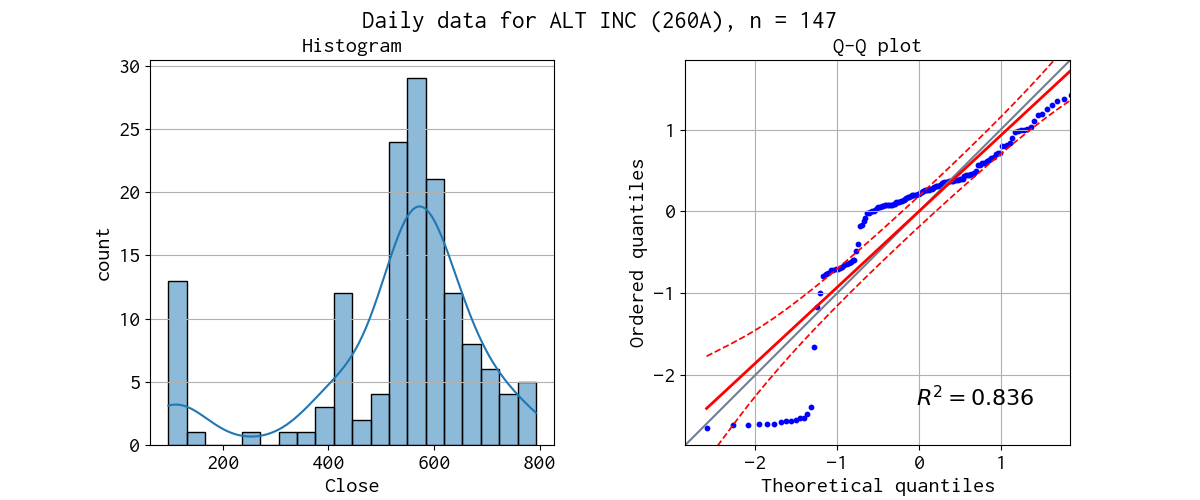 Daily data for ALT INC (260A), n = 147
Histogram
30
25
20
15
10
5
0
count
200
400
600
800
Close
Q-Q plot
1
0
−1
−2
Ordered quantiles
R² = 0.836
−2
−1
0
1
Theoretical quantiles